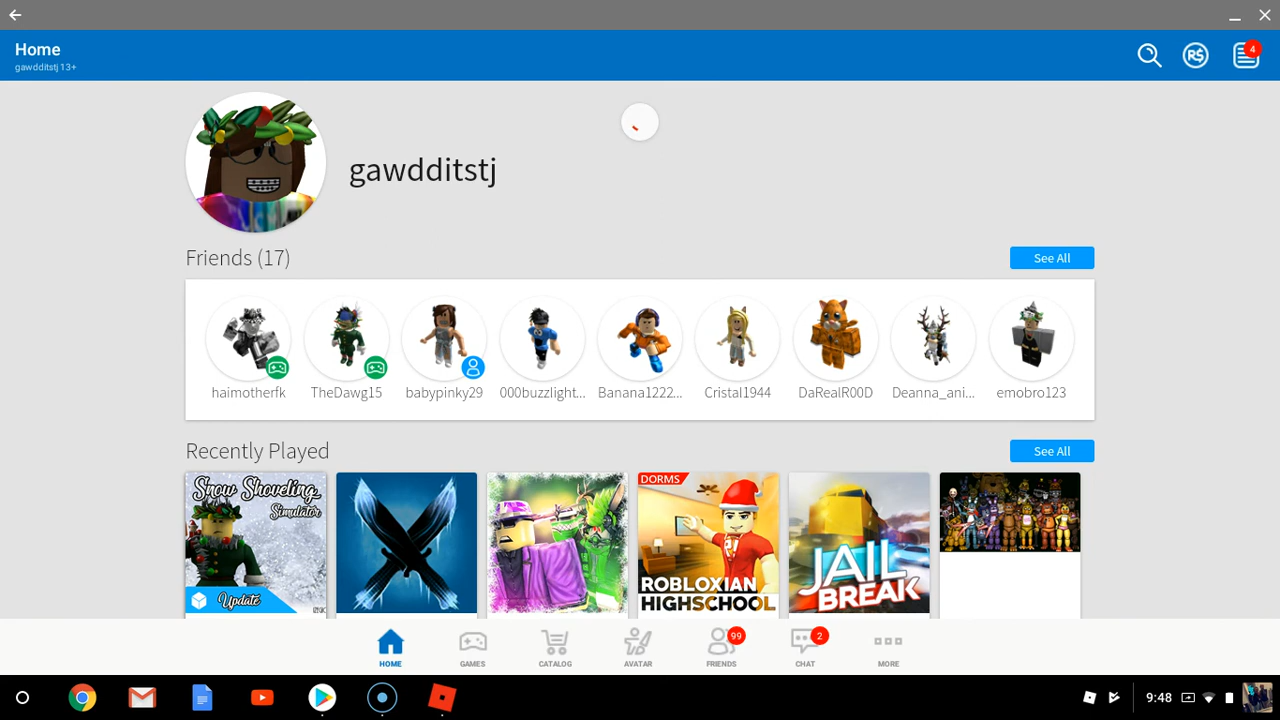 Home
gawdditstj 13+
R$
4
gawdditstj
Friends (17)
See All
haimotherfk
TheDawg15
babypinky29
000buzzlight...
Banana1222...
Cristal1944
DaRealR00D
Deanna_ani...
emobro123
Recently Played
See All
Snow Shoveling
Simulator
Update
DORMS
ROBLOXIAN
HIGHSCHOOL
JAIL
BREAK
HOME
GAMES
CATALOG
AVATAR
99
FRIENDS
2
CHAT
MORE
9:48